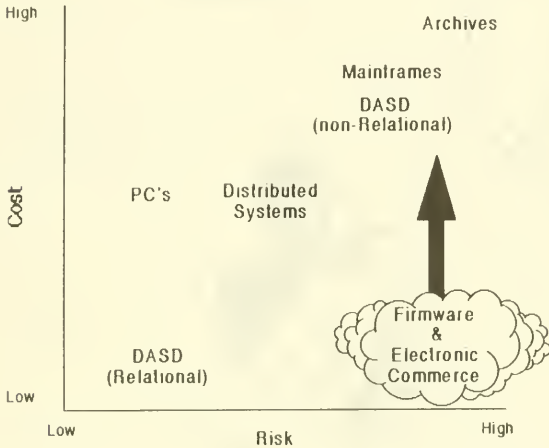 High
Archives
Mainframes
DASD
(non-Relational)
PC's
Distributed
Systems
Cost
Firmware
&
Electronic
Commerce
DASD
(Relational)
Low
Low
High
Risk